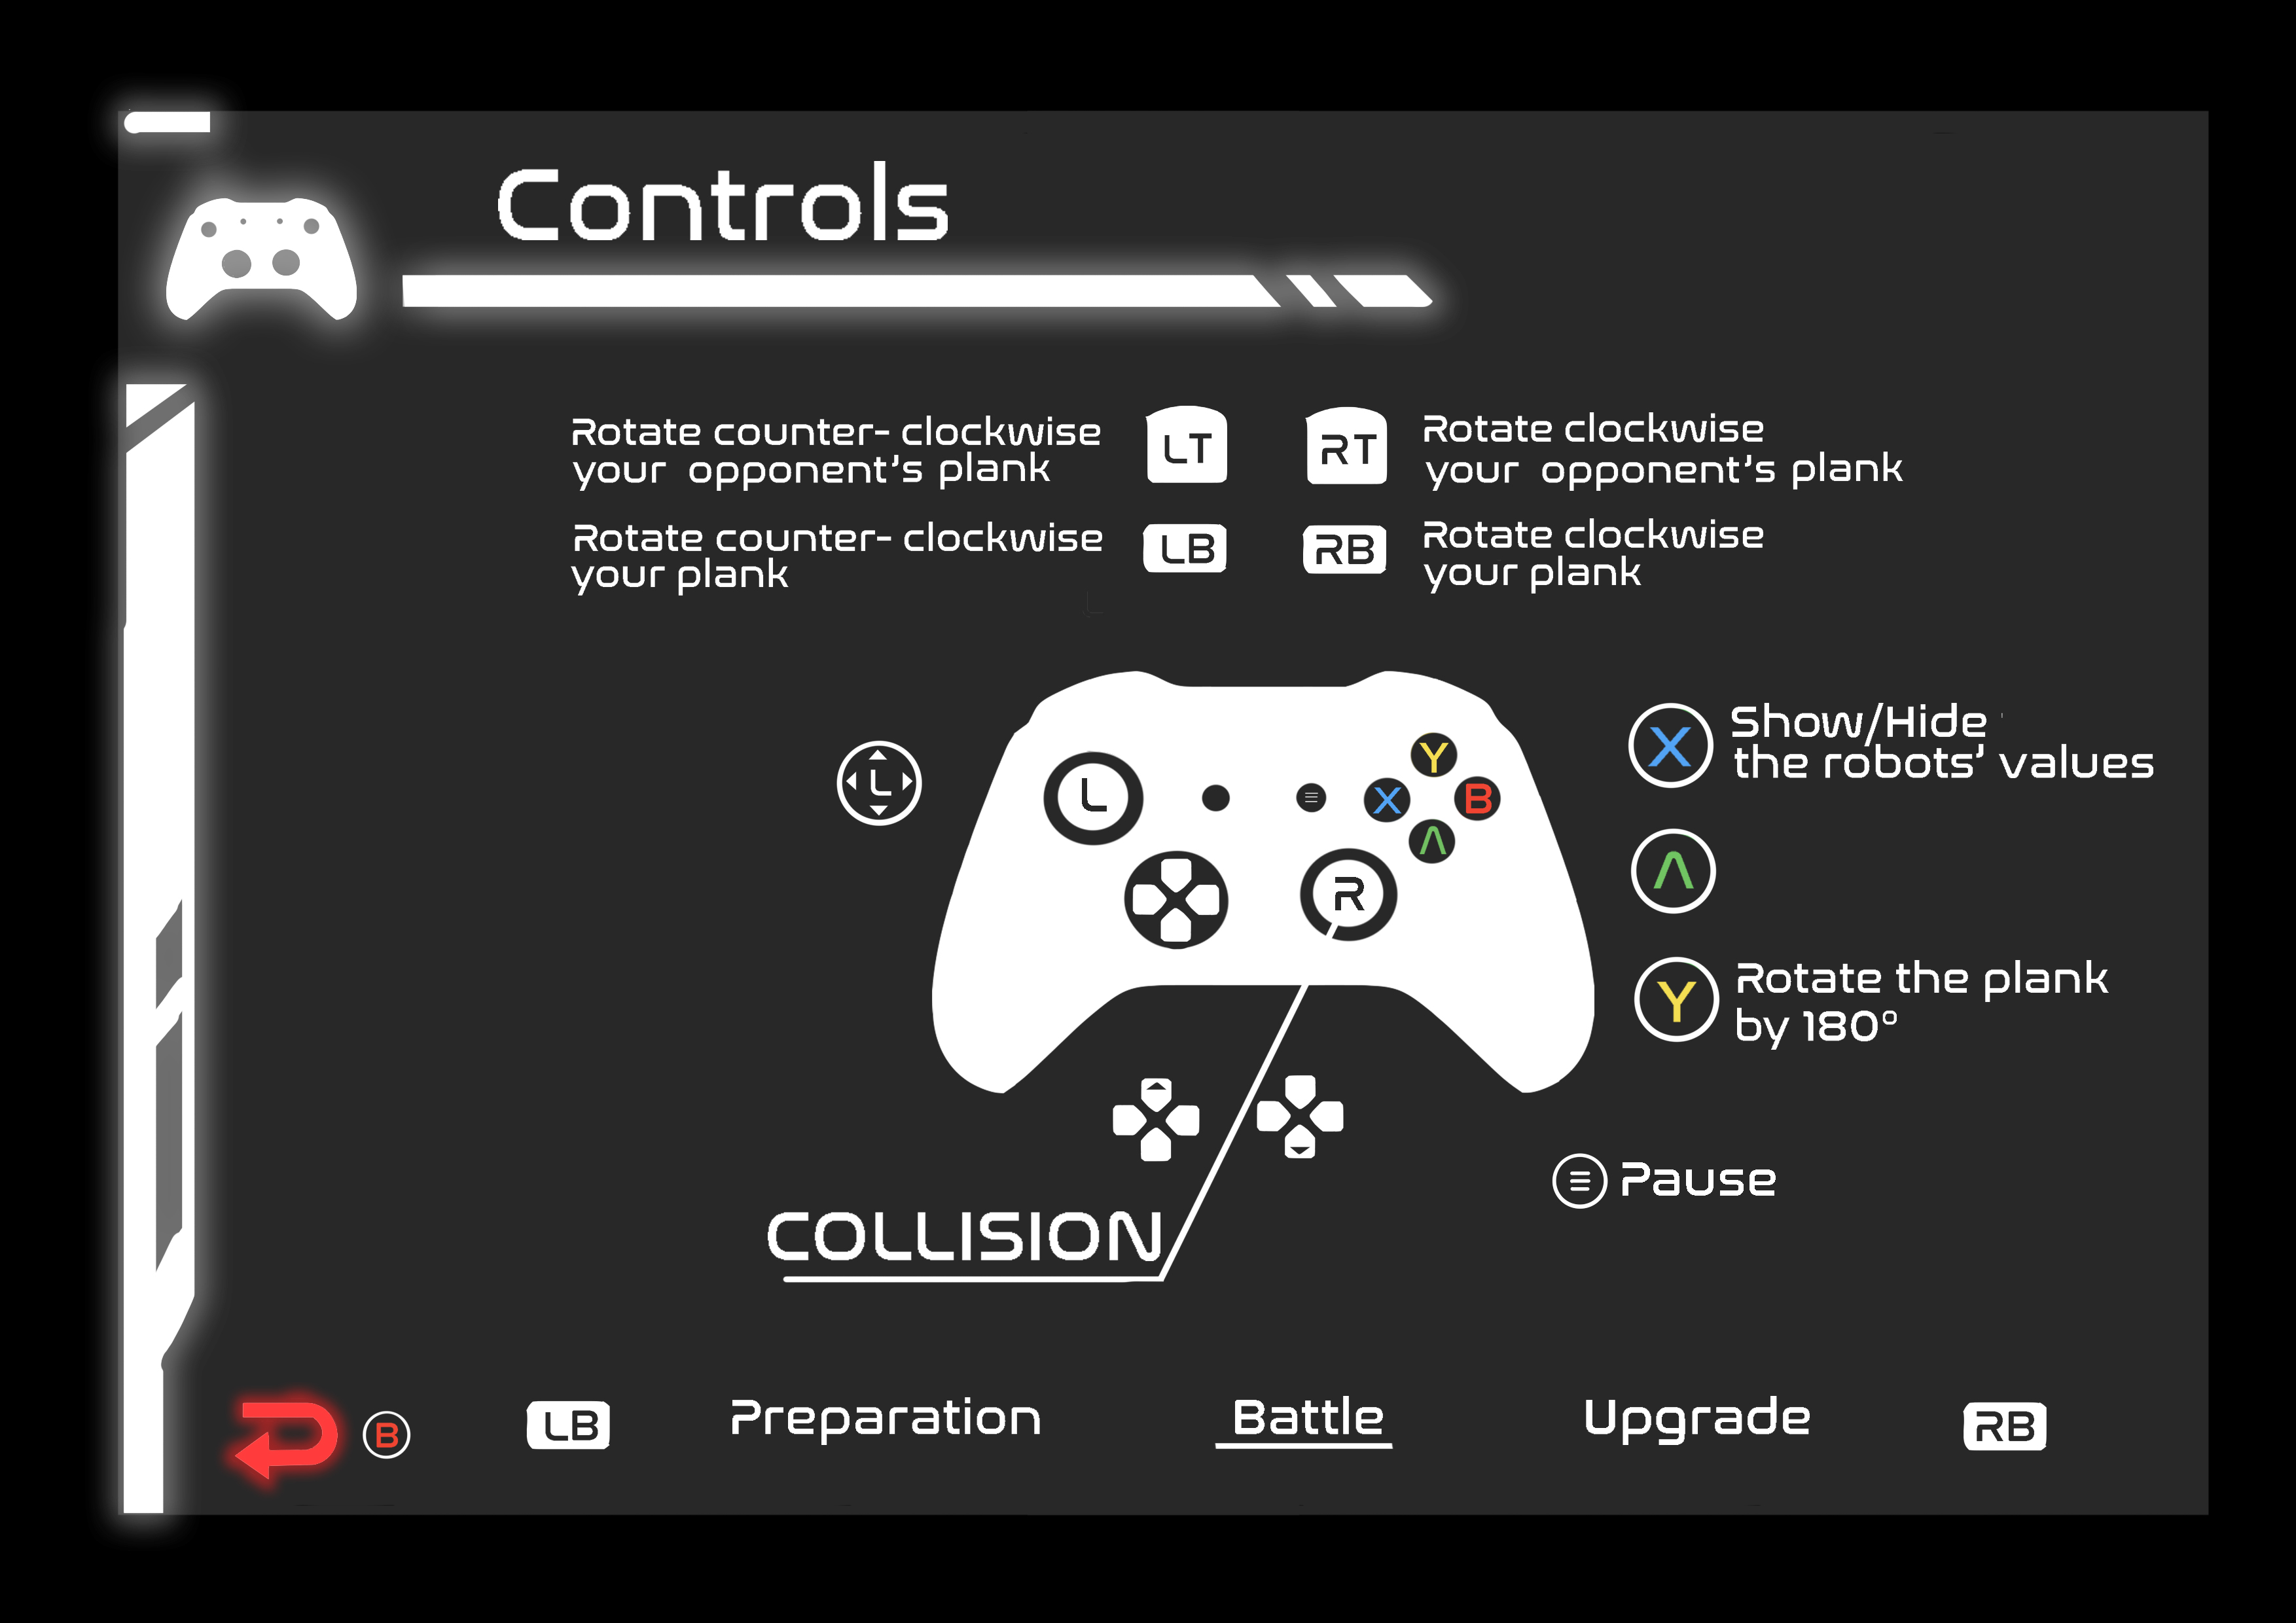 Controls
Rotate counter- clockwise
your opponent's plank
LT
RT
Rotate clockwise
your opponent's plank
Rotate counter- clockwise
your plank
LB
RB
Rotate clockwise
your plank
L
L
Y
X
B
A
R
X
Show/Hide
the robots' values
A
Y
Rotate the plank
by 180°
Pause
COLLISION
B
LB
Preparation
Battle
Upgrade
RB